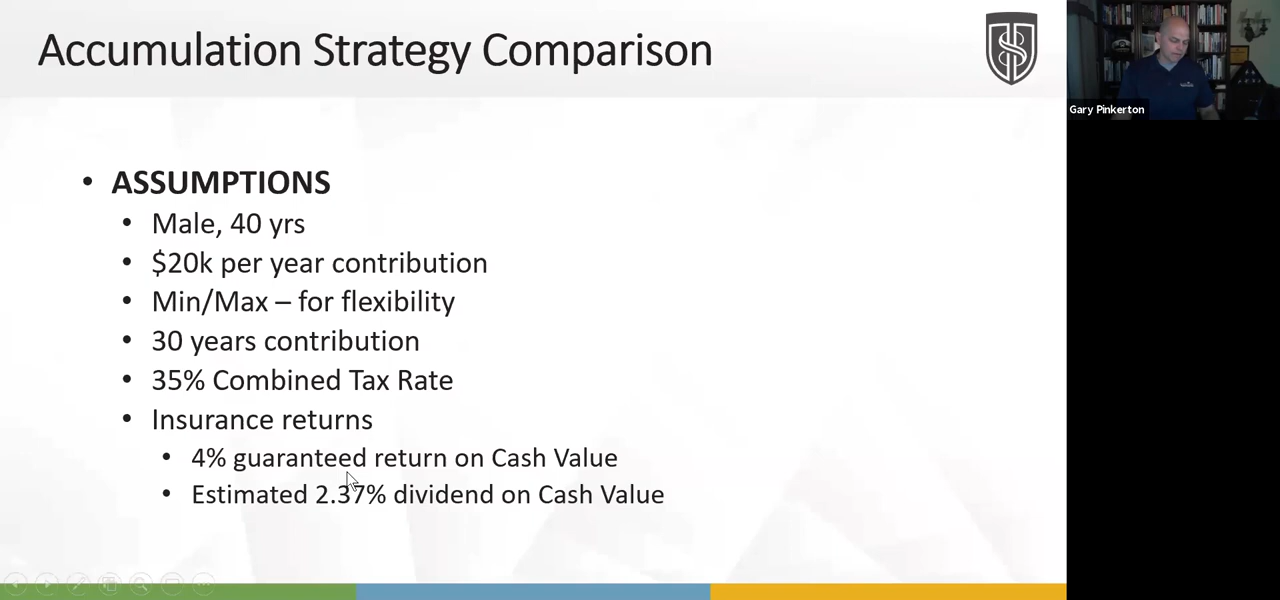 Accumulation Strategy Comparison
Gary Pinkerton
• ASSUMPTIONS
• Male, 40 yrs
• $20k per year contribution
• Min/Max – for flexibility
• 30 years contribution
• 35% Combined Tax Rate
• Insurance returns
• 4% guaranteed return on Cash Value
• Estimated 2.37% dividend on Cash Value